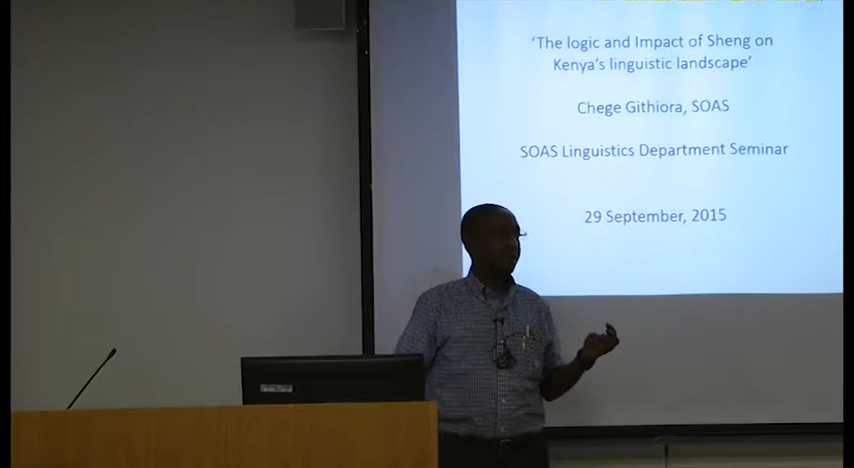 ‘The logic and Impact of Sheng on
Kenya’s linguistic landscape’
Chege Githiora, SOAS
SOAS Linguistics Department Seminar
29 September, 2015